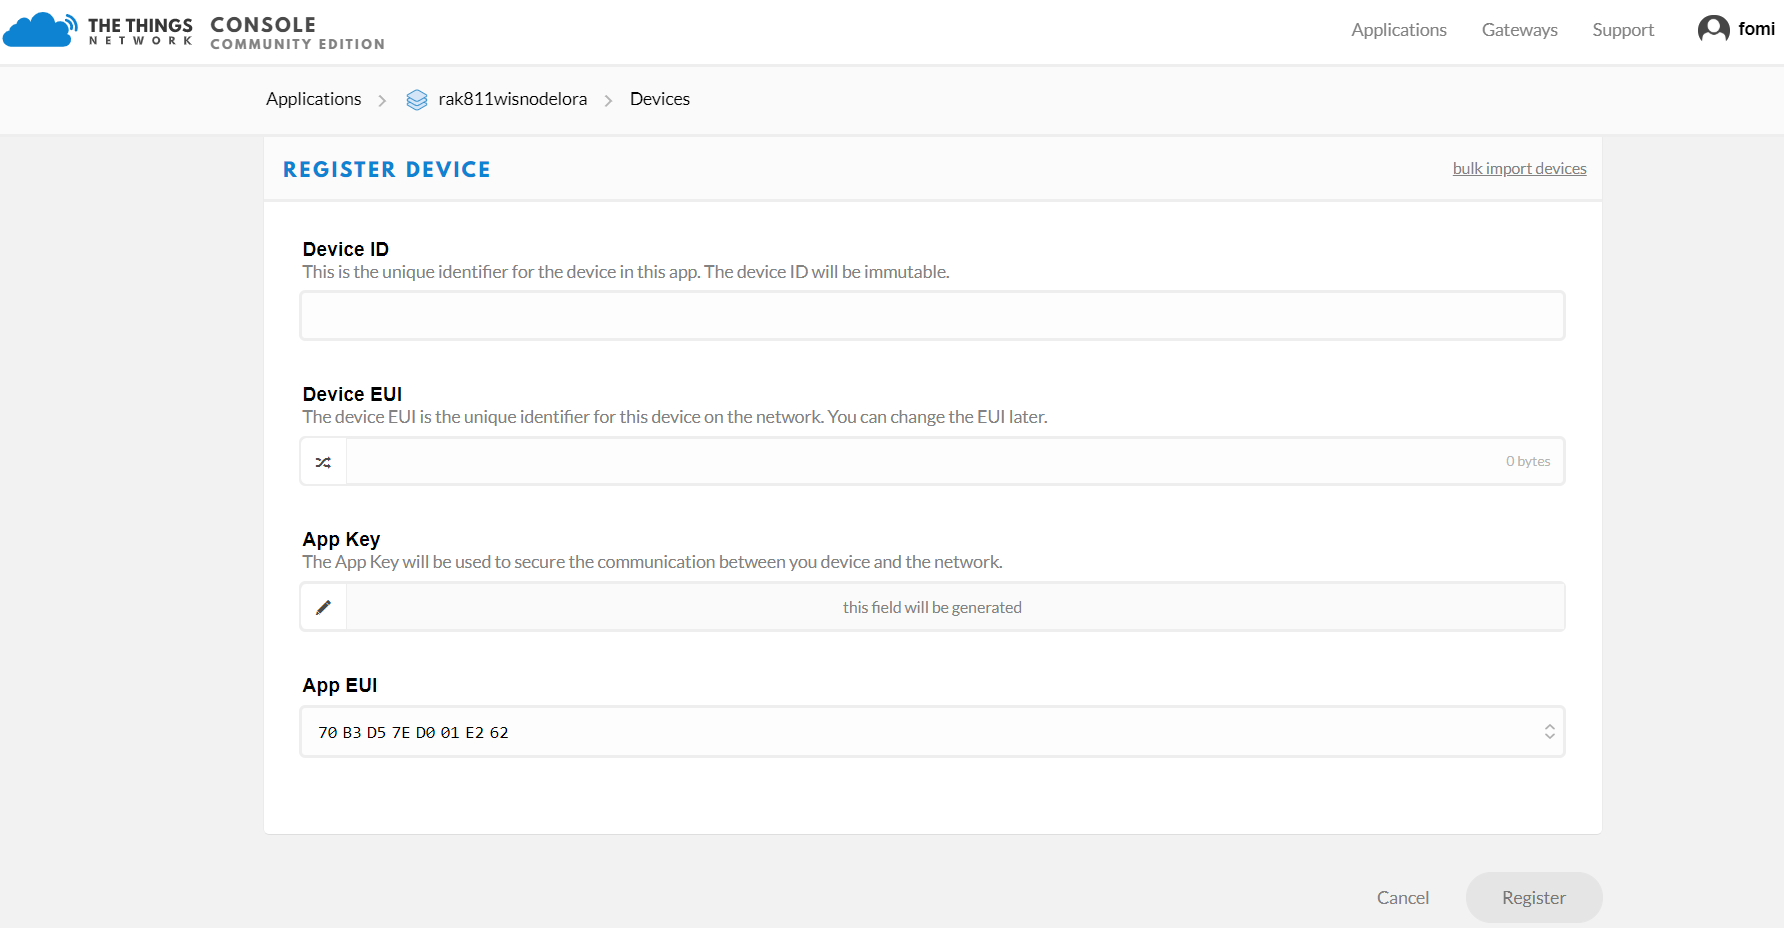 THE THINGS NETWORK CONSOLE COMMUNITY EDITION
Applications Gateways Support fomi
Applications rak811wisnodelora Devices
REGISTER DEVICE bulk import devices
Device ID
This is the unique identifier for the device in this app. The device ID will be immutable.
Device EUI
The device EUI is the unique identifier for this device on the network. You can change the EUI later.
0 bytes
App Key
The App Key will be used to secure the communication between you device and the network.
this field will be generated
App EUI
70 B3 D5 7E D0 01 E2 62
Cancel Register